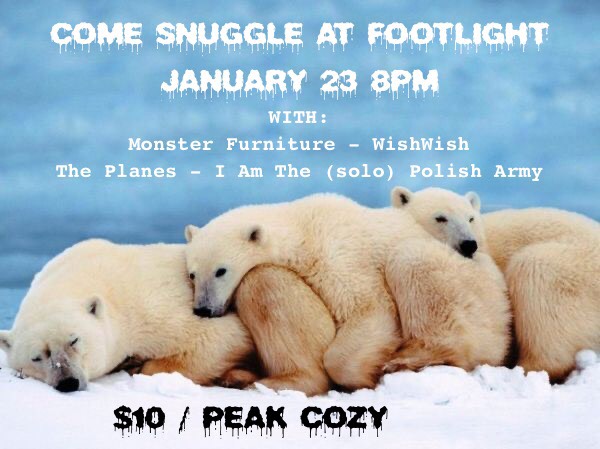 COME SNUGGLE AT FOOTLIGHT
JANUARY 23 8PM
WITH:
Monster Furniture - WishWish
The Planes - I Am The (solo) Polish Army
$10 / PEAK COZY